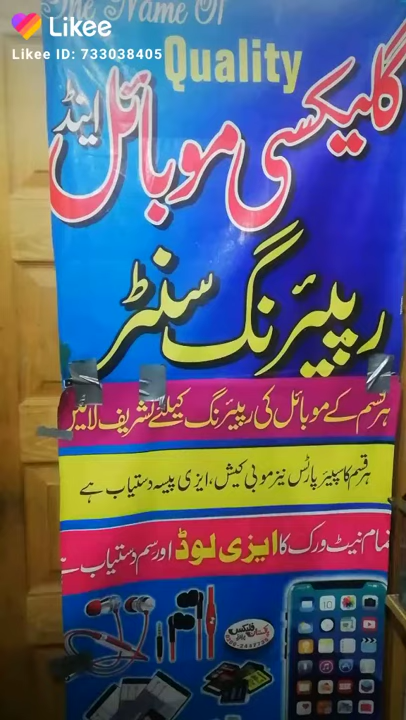 Likee
Likee ID: 733038405
The Name Of
Quality
گلیکسی موبائل اینڈ
رپیئرنگ سنٹر
ہر قسم کے موبائل کی رپیئرنگ کیلئے تشریف لائیں
ہر قسم کا سپیئر پارٹس نیز موبی کیش، ایزی پیسہ دستیاب ہے
تمام نیٹ ورک کا ایزی لوڈ اور سم دستیاب ہے